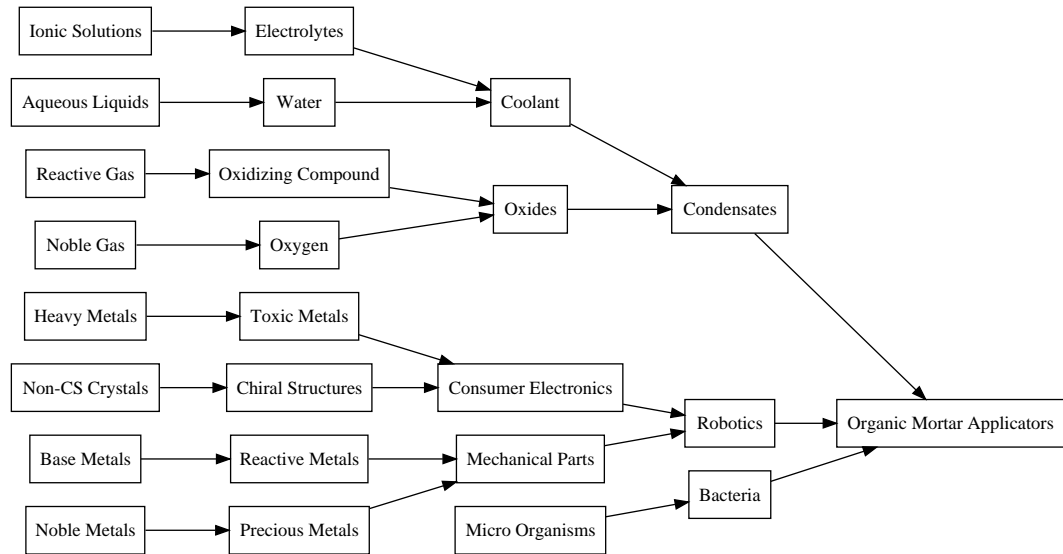 Ionic Solutions
Electrolytes
Aqueous Liquids
Water
Coolant
Reactive Gas
Oxidizing Compound
Oxides
Condensates
Noble Gas
Oxygen
Heavy Metals
Toxic Metals
Non-CS Crystals
Chiral Structures
Consumer Electronics
Robotics
Organic Mortar Applicators
Base Metals
Reactive Metals
Mechanical Parts
Bacteria
Noble Metals
Precious Metals
Micro Organisms